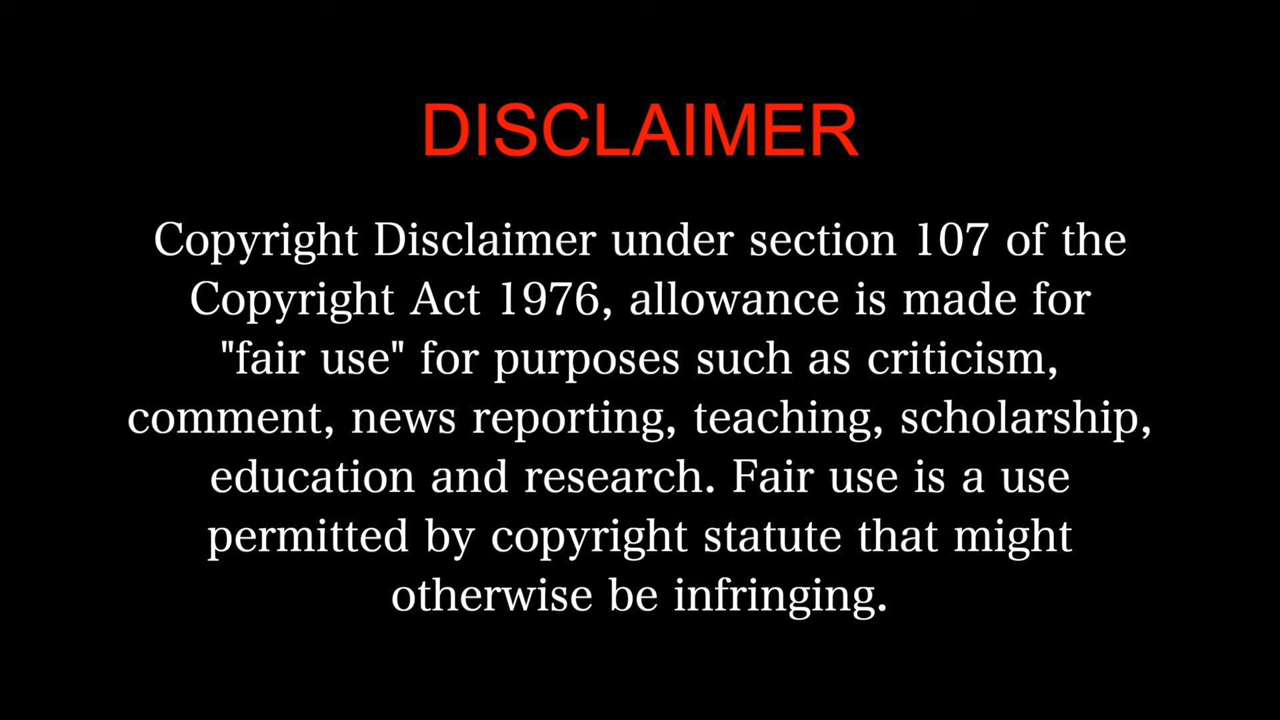 DISCLAIMER
Copyright Disclaimer under section 107 of the
Copyright Act 1976, allowance is made for
"fair use" for purposes such as criticism,
comment, news reporting, teaching, scholarship,
education and research. Fair use is a use
permitted by copyright statute that might
otherwise be infringing.